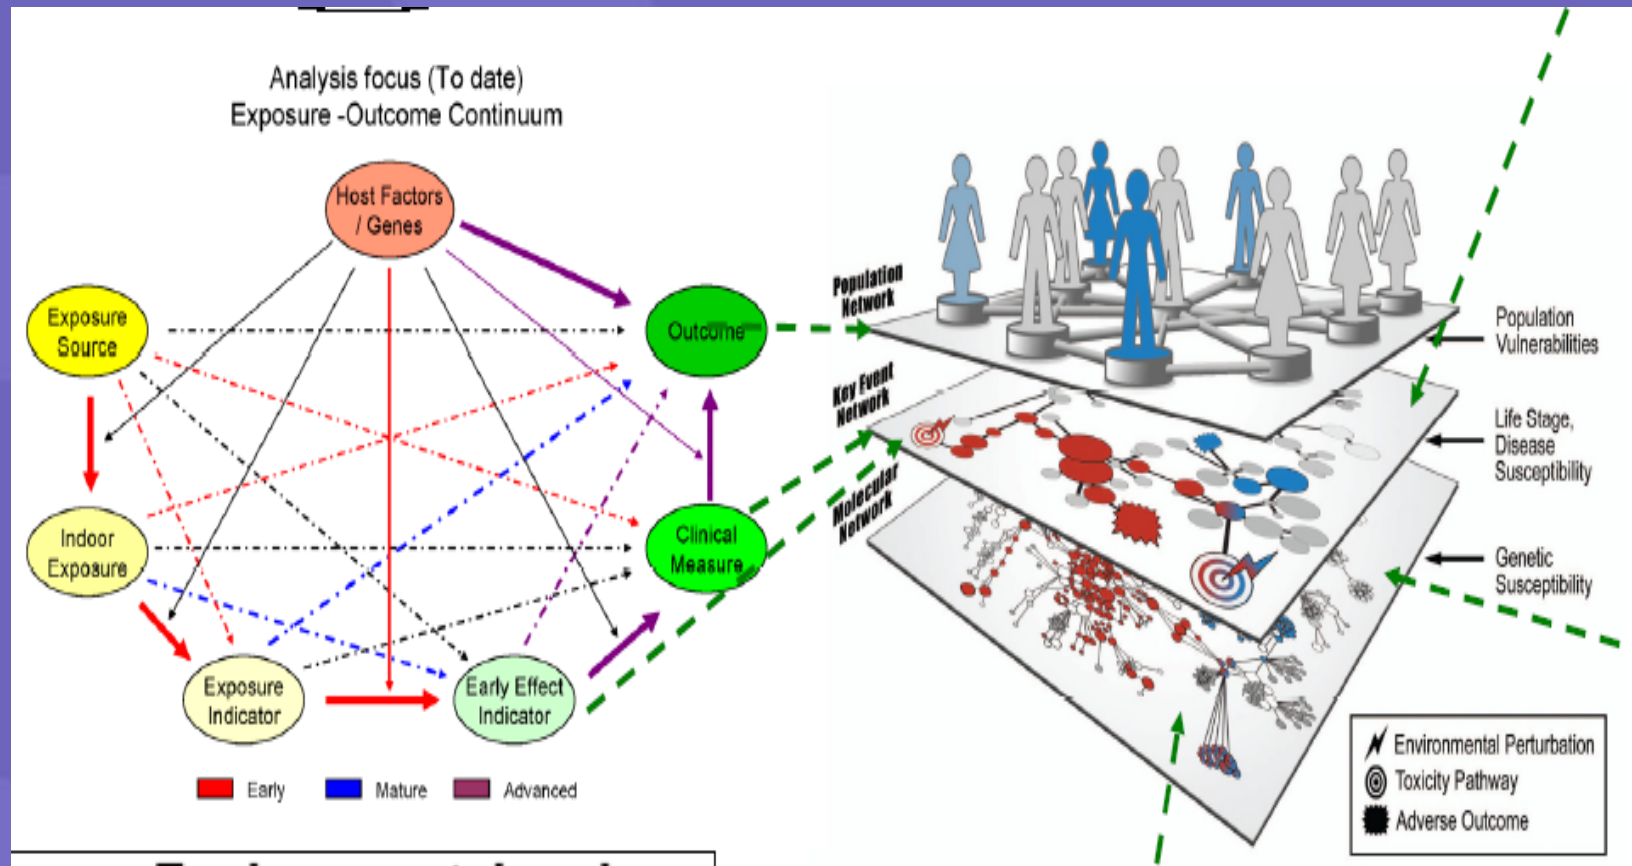 Analysis focus (To date)
Exposure -Outcome Continuum
Host Factors
/ Genes
Exposure
Source
Outcome
Indoor
Exposure
Clinical
Measure
Exposure
Indicator
Early Effect
Indicator
Early
Mature
Advanced
Population
Network
Key Event
Network
Molecular
Network
Population
Vulnerabilities
Life Stage,
Disease
Susceptibility
Genetic
Susceptibility
Environmental Perturbation
Toxicity Pathway
Adverse Outcome